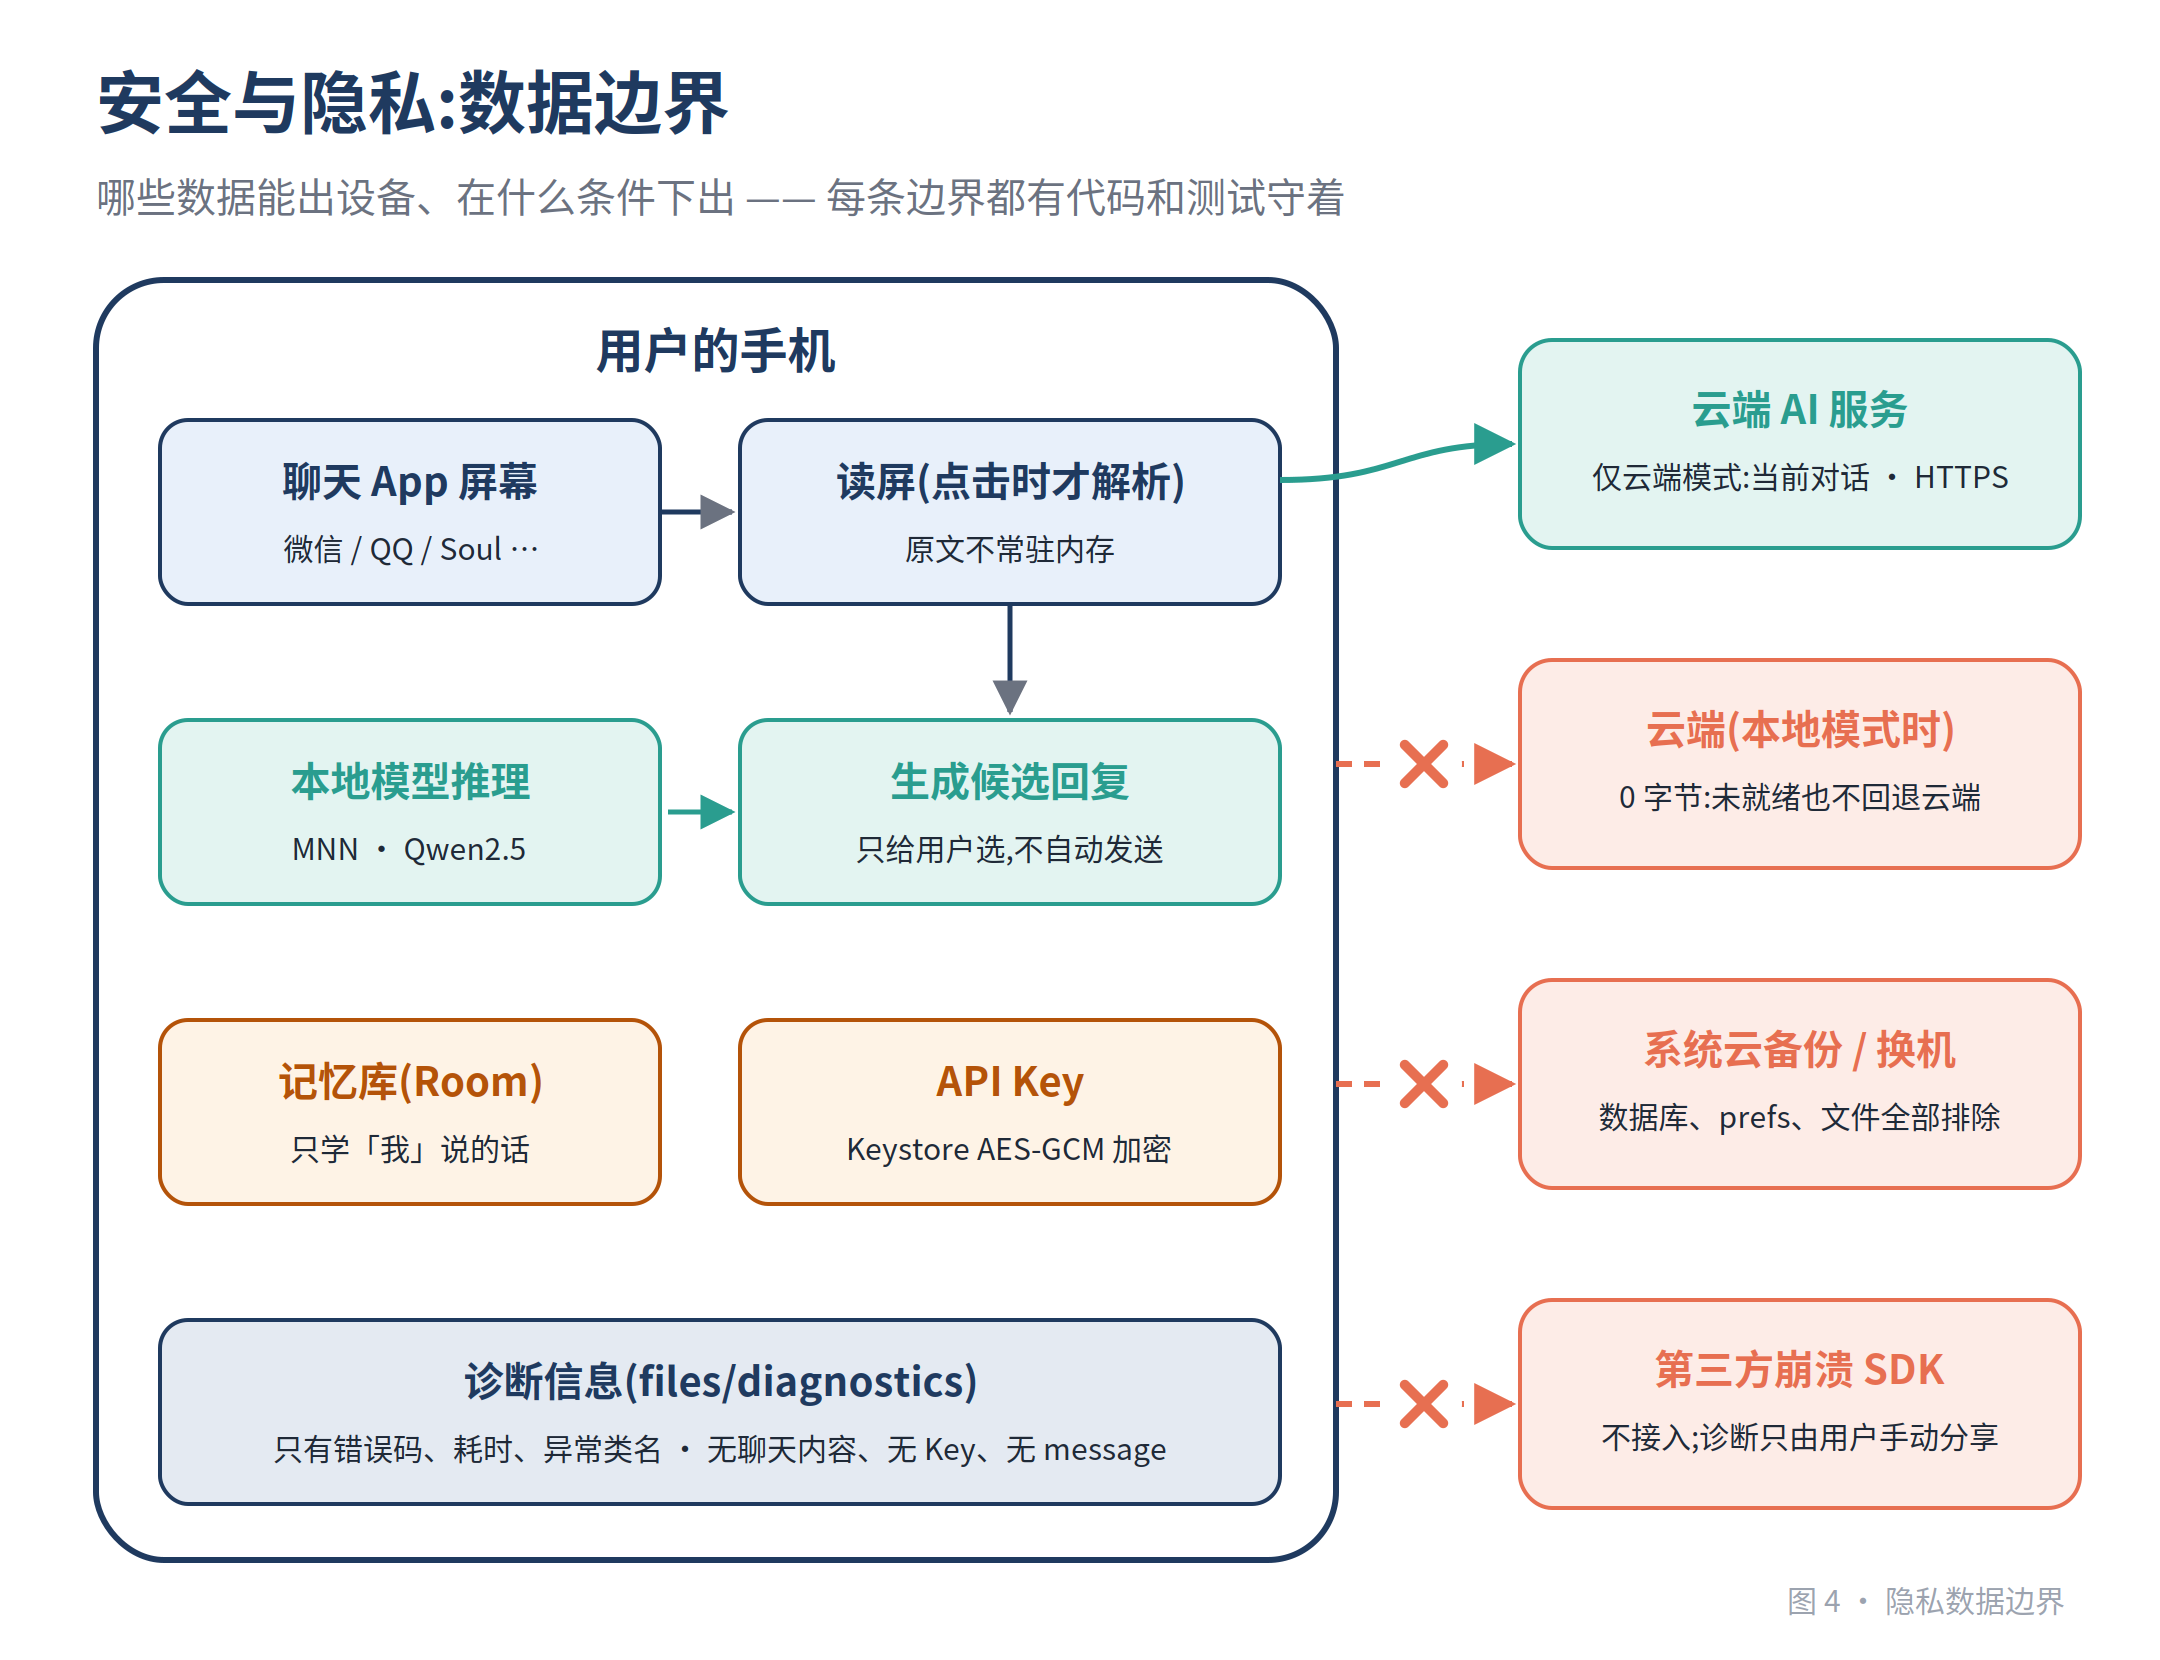 安全与隐私:数据边界
哪些数据能出设备、在什么条件下出 —— 每条边界都有代码和测试守着
用户的手机
聊天 App 屏幕
微信 / QQ / Soul ⋯
读屏(点击时才解析)
原文不常驻内存
云端 AI 服务
仅云端模式:当前对话 · HTTPS
本地模型推理
MNN · Qwen2.5
生成候选回复
只给用户选,不自动发送
云端(本地模式时)
0 字节:未就绪也不回退云端
记忆库(Room)
只学「我」说的话
API Key
Keystore AES-GCM 加密
系统云备份 / 换机
数据库、prefs、文件全部排除
诊断信息(files/diagnostics)
只有错误码、耗时、异常类名 · 无聊天内容、无 Key、无 message
第三方崩溃 SDK
不接入;诊断只由用户手动分享
图 4 · 隐私数据边界